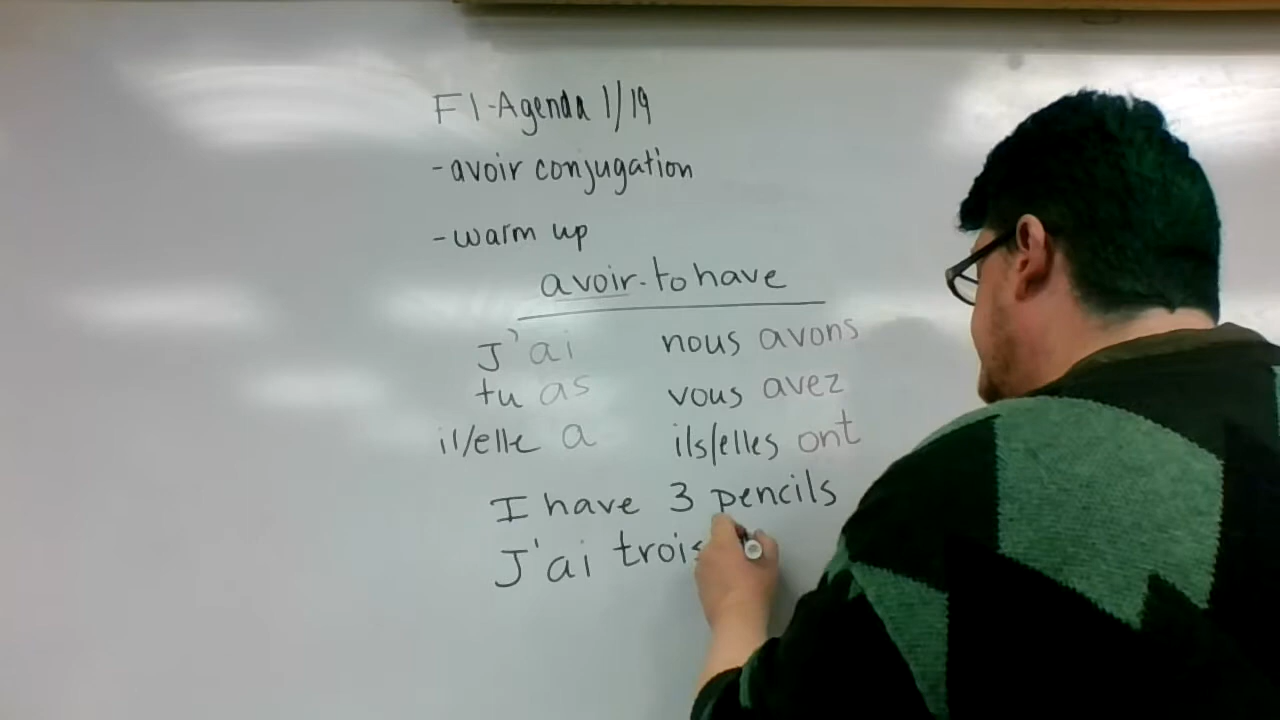 F1-Agenda 1/19
-avoir conjugation
-warm up
avoir-to have
J'ai nous avons
tu as vous avez
il/elle a ils/elles ont
I have 3 pencils
J'ai trois